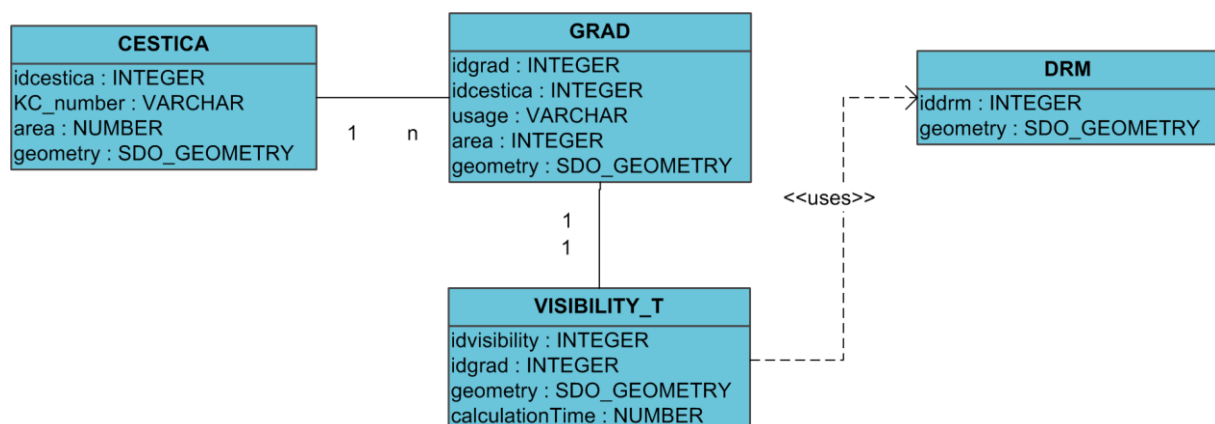 CESTICA
idcestica : INTEGER
KC_number : VARCHAR
area : NUMBER
geometry : SDO_GEOMETRY
1
n
GRAD
idgrad : INTEGER
idcestica : INTEGER
usage : VARCHAR
area : INTEGER
geometry : SDO_GEOMETRY
1
1
VISIBILITY_T
idvisibility : INTEGER
idgrad : INTEGER
geometry : SDO_GEOMETRY
calculationTime : NUMBER
<<uses>>
DRM
iddrm : INTEGER
geometry : SDO_GEOMETRY